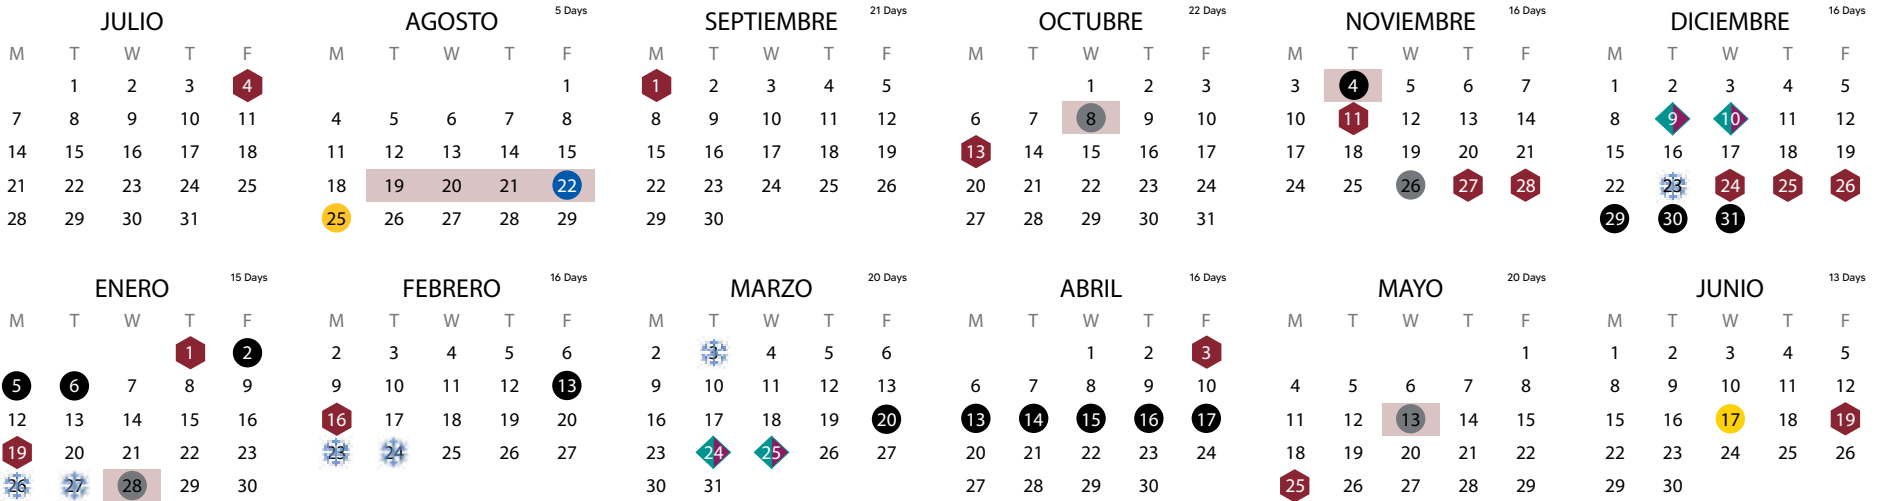 JULIO
M T W T F
1 2 3 4
7 8 9 10 11
14 15 16 17 18
21 22 23 24 25
28 29 30 31
AGOSTO 5 Days
M T W T F
1
4 5 6 7 8
11 12 13 14 15
18 19 20 21 22
25 26 27 28 29
SEPTIEMBRE 21 Days
M T W T F
1 2 3 4 5
8 9 10 11 12
15 16 17 18 19
22 23 24 25 26
29 30
OCTUBRE 22 Days
M T W T F
1 2 3
6 7 8 9 10
13 14 15 16 17
20 21 22 23 24
27 28 29 30 31
NOVIEMBRE 16 Days
M T W T F
3 4 5 6 7
10 11 12 13 14
17 18 19 20 21
24 25 26 27 28
DICIEMBRE 16 Days
M T W T F
1 2 3 4 5
8 9 10 11 12
15 16 17 18 19
22 23 24 25 26
29 30 31
ENERO 15 Days
M T W T F
1 2
5 6 7 8 9
12 13 14 15 16
19 20 21 22 23
26 27 28 29 30
FEBRERO 16 Days
M T W T F
2 3 4 5 6
9 10 11 12 13
16 17 18 19 20
23 24 25 26 27
MARZO 20 Days
M T W T F
2 3 4 5 6
9 10 11 12 13
16 17 18 19 20
23 24 25 26 27
30 31
ABRIL 16 Days
M T W T F
1 2 3
6 7 8 9 10
13 14 15 16 17
20 21 22 23 24
27 28 29 30
MAYO 20 Days
M T W T F
1
4 5 6 7 8
11 12 13 14 15
18 19 20 21 22
25 26 27 28 29
JUNIO 13 Days
M T W T F
1 2 3 4 5
8 9 10 11 12
15 16 17 18 19
22 23 24 25 26
29 30